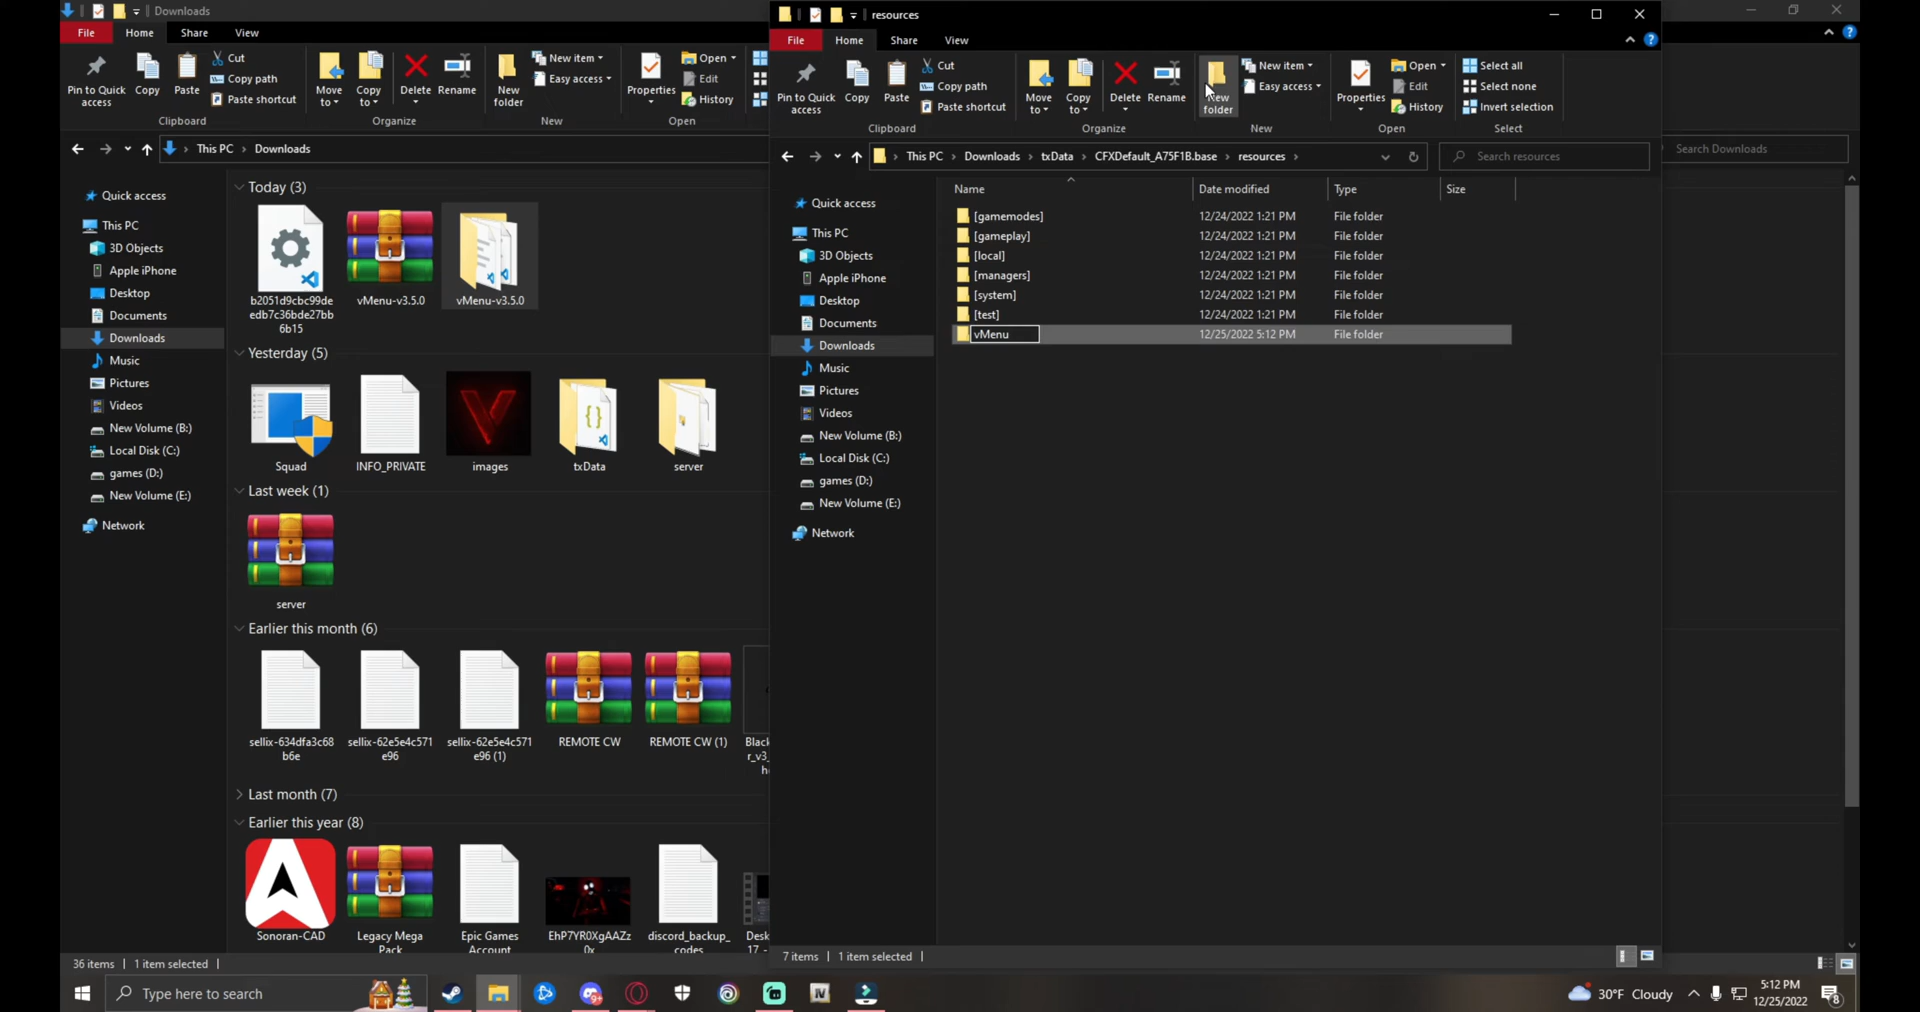 Downloads
File
Home
Share
View
Pin to Quick
access
Copy
Paste
Cut
Copy path
Paste shortcut
Clipboard
Move
to
Copy
to
Delete
Rename
Organize
New
folder
New item
Easy access
New
Properties
Open
Edit
History
Open
This PC
Downloads
Search Downloads
Quick access
This PC
3D Objects
Apple iPhone
Desktop
Documents
Downloads
Music
Pictures
Videos
New Volume (B:)
Local Disk (C:)
games (D:)
New Volume (E:)
Network
Today (3)
b2051d9cbc99de
edb7c36bde27bb
6b15
vMenu-v3.5.0
vMenu-v3.5.0
Yesterday (5)
Squad
INFO_PRIVATE
images
txData
server
Last week (1)
server
Earlier this month (6)
sellix-634dfa3c68
b6e
sellix-62e5e4c571
e96
sellix-62e5e4c571
e96 (1)
REMOTE CW
REMOTE CW (1)
Black
r_v3_
Last month (7)
Earlier this year (8)
Sonoran-CAD
Legacy Mega
Pack
Epic Games
Account
EhP7YR0XgAAZz
0x
discord_backup_
codes
Desk
17 -
36 items
1 item selected
resources
File
Home
Share
View
Pin to Quick
access
Copy
Paste
Cut
Copy path
Paste shortcut
Clipboard
Move
to
Copy
to
Delete
Rename
Organize
New
folder
New item
Easy access
New
Properties
Open
Edit
History
Open
Select all
Select none
Invert selection
Select
This PC
Downloads
txData
CFXDefault_A75F1B.base
resources
Search resources
Quick access
This PC
3D Objects
Apple iPhone
Desktop
Documents
Downloads
Music
Pictures
Videos
New Volume (B:)
Local Disk (C:)
games (D:)
New Volume (E:)
Network
Name Date modified Type Size
[gamemodes] 12/24/2022 1:21 PM File folder
[gameplay] 12/24/2022 1:21 PM File folder
[local] 12/24/2022 1:21 PM File folder
[managers] 12/24/2022 1:21 PM File folder
[system] 12/24/2022 1:21 PM File folder
[test] 12/24/2022 1:21 PM File folder
vMenu 12/25/2022 5:12 PM File folder
7 items
1 item selected
Type here to search
30°F Cloudy
5:12 PM
12/25/2022
8